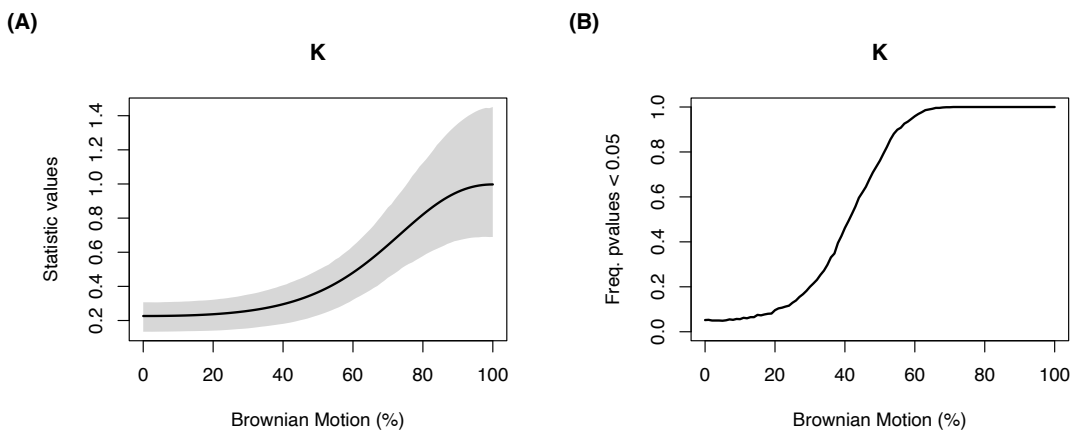 (A)
K
Statistic values
0.2 0.4 0.6 0.8 1.0 1.2 1.4
0 20 40 60 80 100
Brownian Motion (%)
(B)
K
Freq. pvalues < 0.05
0.0 0.2 0.4 0.6 0.8 1.0
0 20 40 60 80 100
Brownian Motion (%)